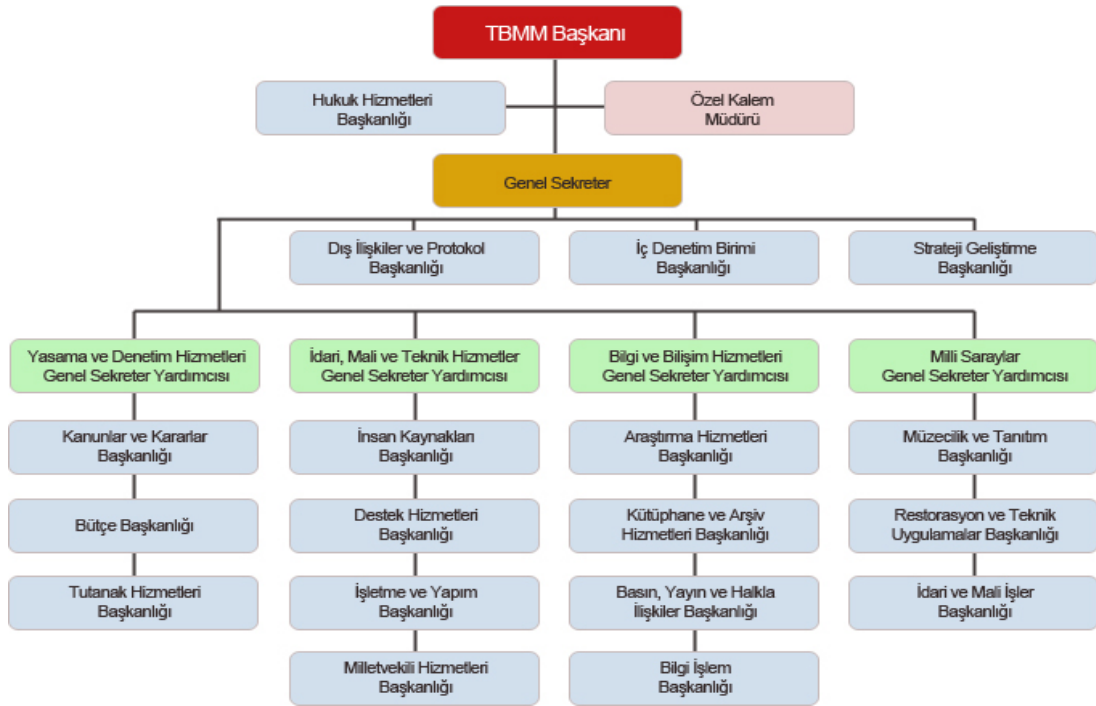 TBMM Başkanı
Hukuk Hizmetleri
Başkanlığı
Özel Kalem
Müdürü
Genel Sekreter
Dış İlişkiler ve Protokol
Başkanlığı
İç Denetim Birimi
Başkanlığı
Strateji Geliştirme
Başkanlığı
Yasama ve Denetim Hizmetleri
Genel Sekreter Yardımcısı
İdari, Mali ve Teknik Hizmetler
Genel Sekreter Yardımcısı
Bilgi ve Bilişim Hizmetleri
Genel Sekreter Yardımcısı
Milli Saraylar
Genel Sekreter Yardımcısı
Kanunlar ve Kararlar
Başkanlığı
İnsan Kaynakları
Başkanlığı
Araştırma Hizmetleri
Başkanlığı
Müzecilik ve Tanıtım
Başkanlığı
Bütçe Başkanlığı
Destek Hizmetleri
Başkanlığı
Kütüphane ve Arşiv
Hizmetleri Başkanlığı
Restorasyon ve Teknik
Uygulamalar Başkanlığı
Tutanak Hizmetleri
Başkanlığı
İşletme ve Yapım
Başkanlığı
Basın, Yayın ve Halkla
İlişkiler Başkanlığı
İdari ve Mali İşler
Başkanlığı
Milletvekili Hizmetleri
Başkanlığı
Bilgi İşlem
Başkanlığı